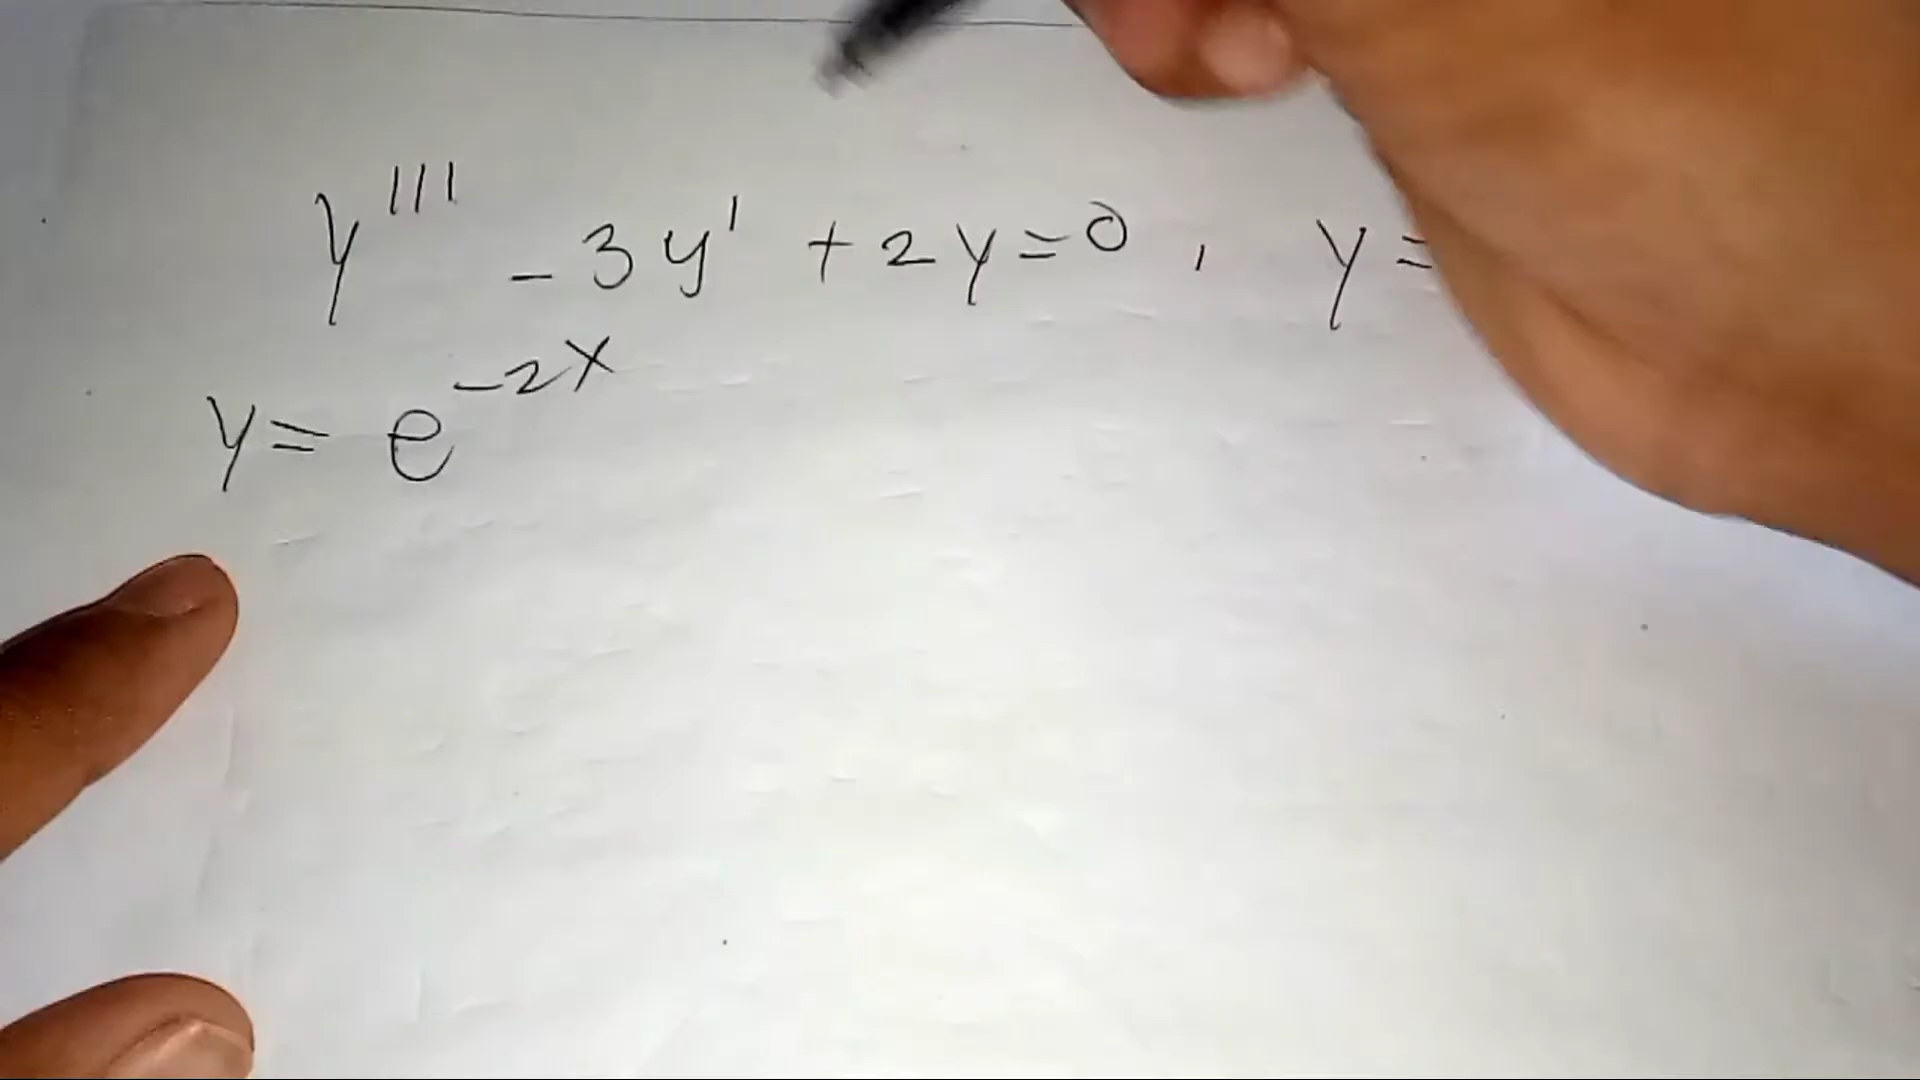 y''' - 3y' + 2y = 0 , y =
y = e^{-2x}